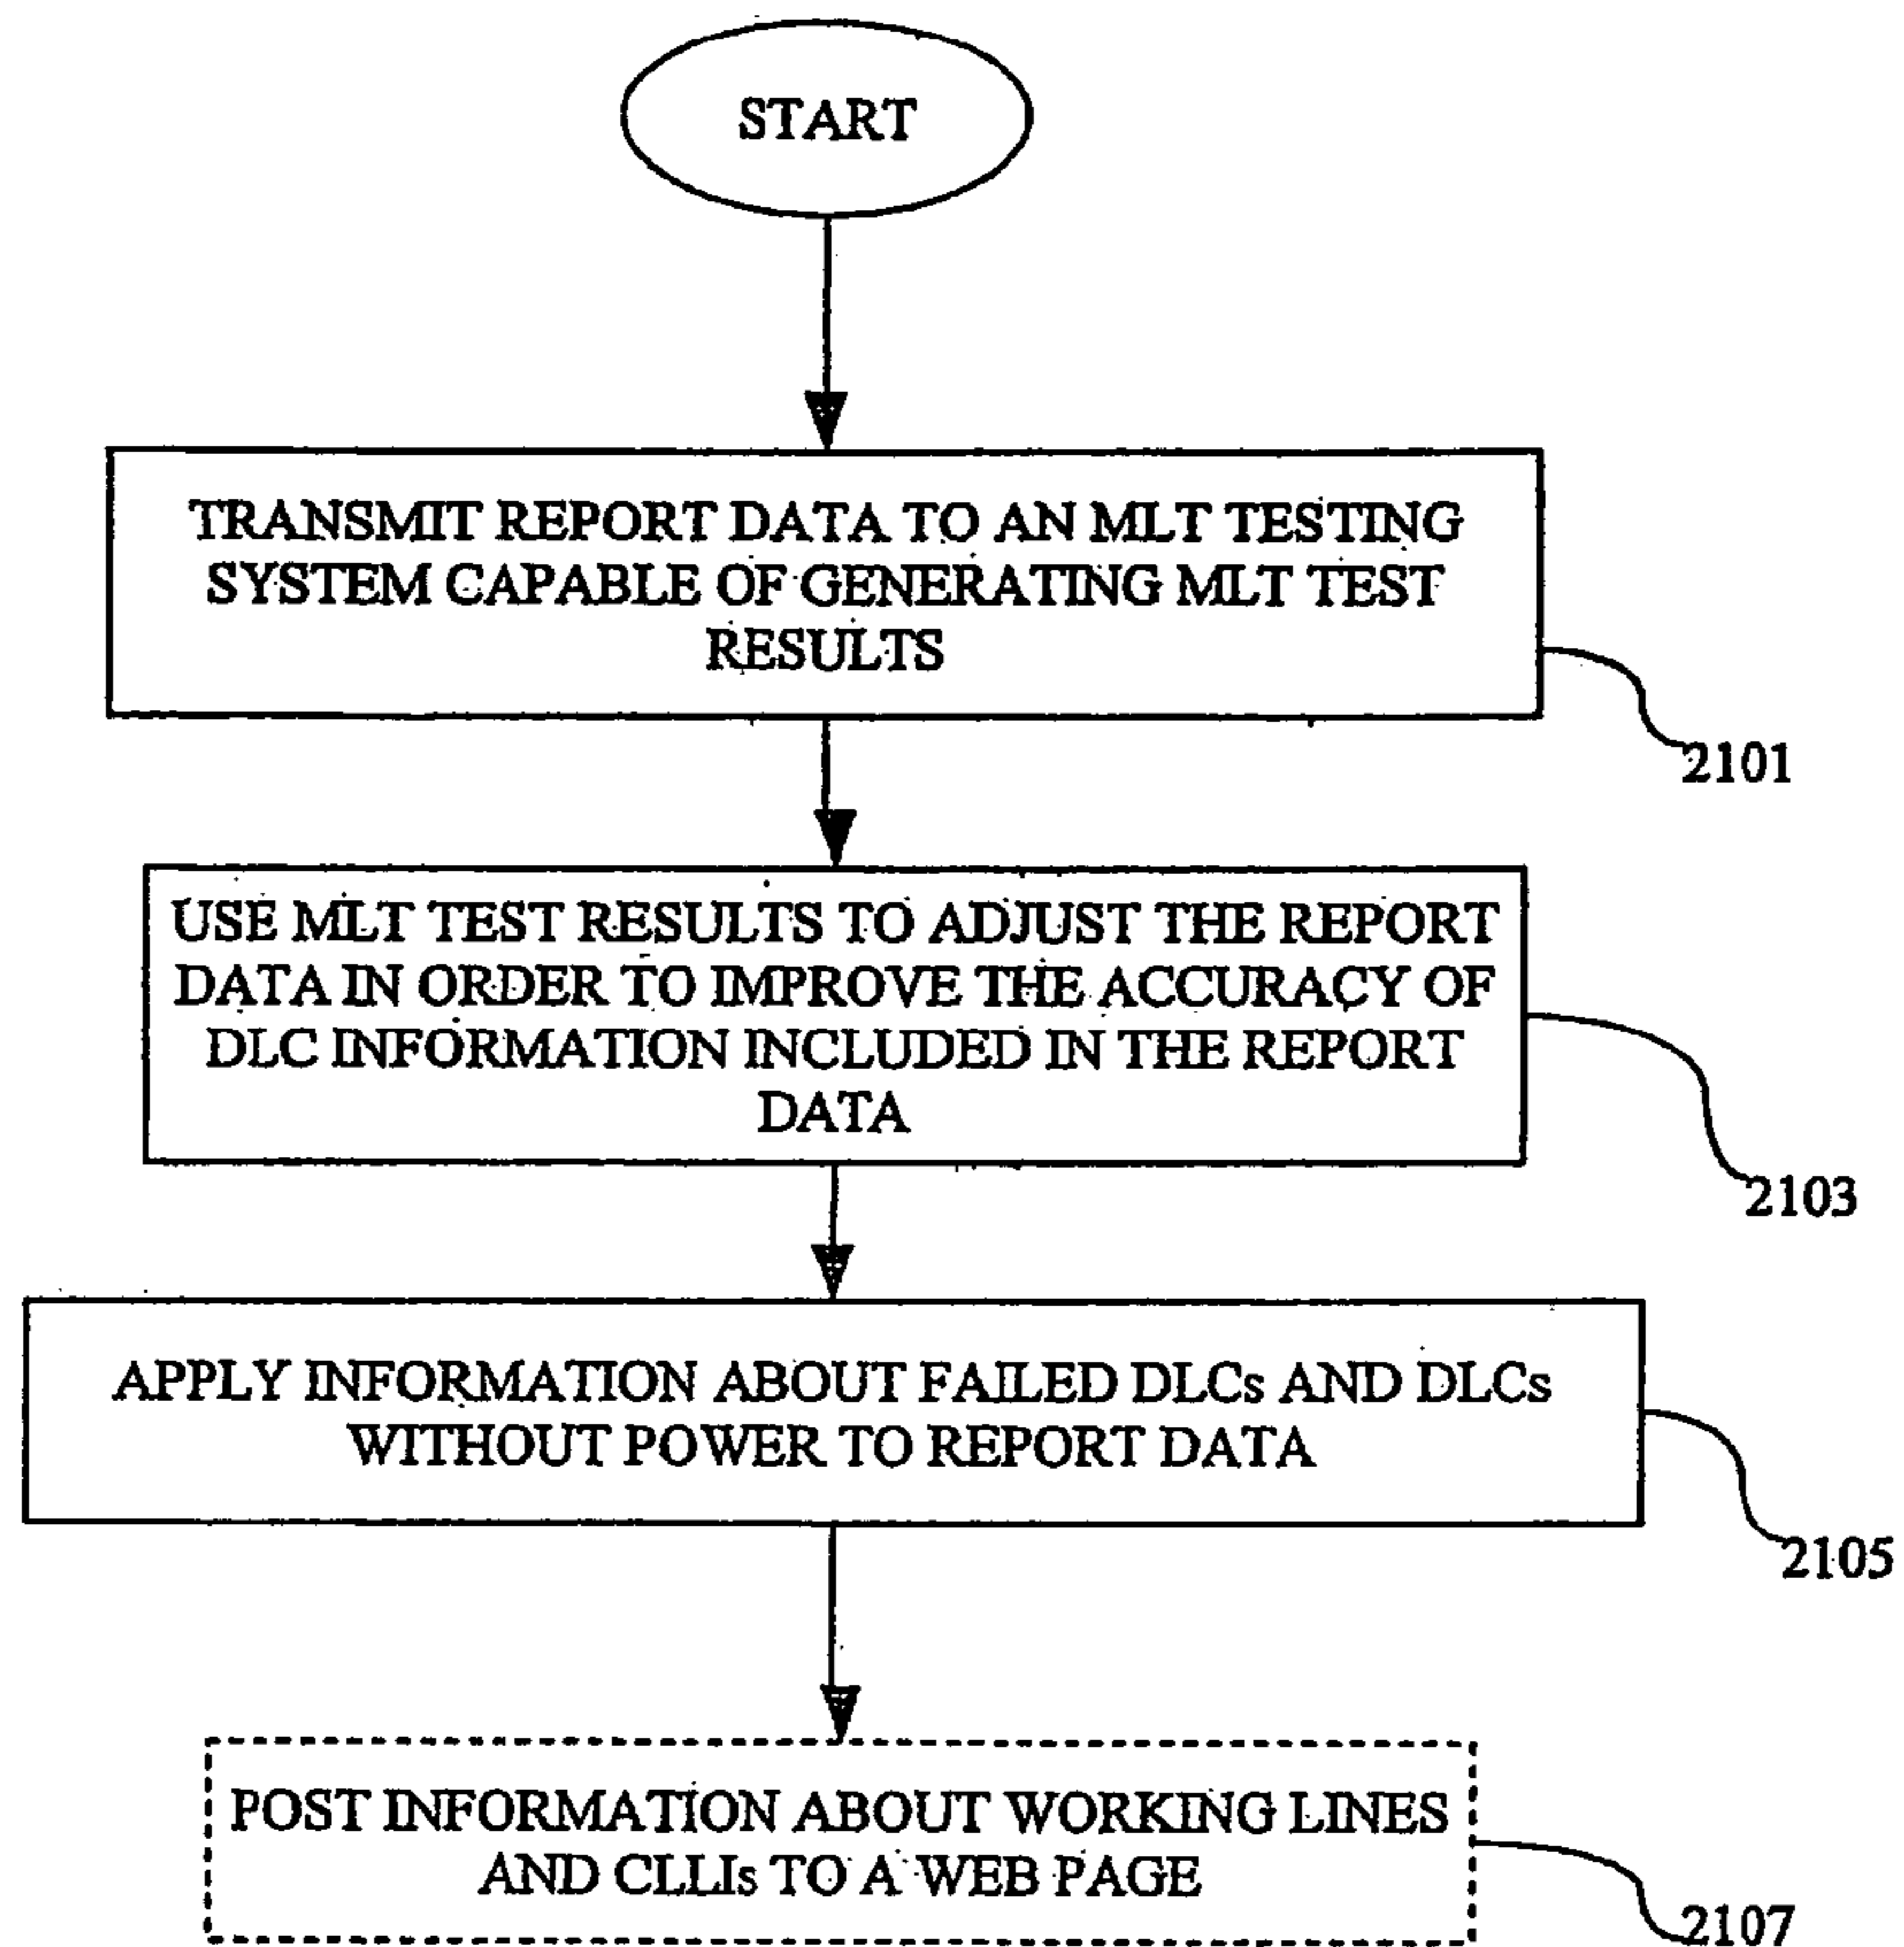 START
TRANSMIT REPORT DATA TO AN MLT TESTING
SYSTEM CAPABLE OF GENERATING MLT TEST
RESULTS
2101
USE MLT TEST RESULTS TO ADJUST THE REPORT
DATA IN ORDER TO IMPROVE THE ACCURACY OF
DLC INFORMATION INCLUDED IN THE REPORT
DATA
2103
APPLY INFORMATION ABOUT FAILED DLCs AND DLCs
WITHOUT POWER TO REPORT DATA
2105
POST INFORMATION ABOUT WORKING LINES
AND CLLIs TO A WEB PAGE
2107